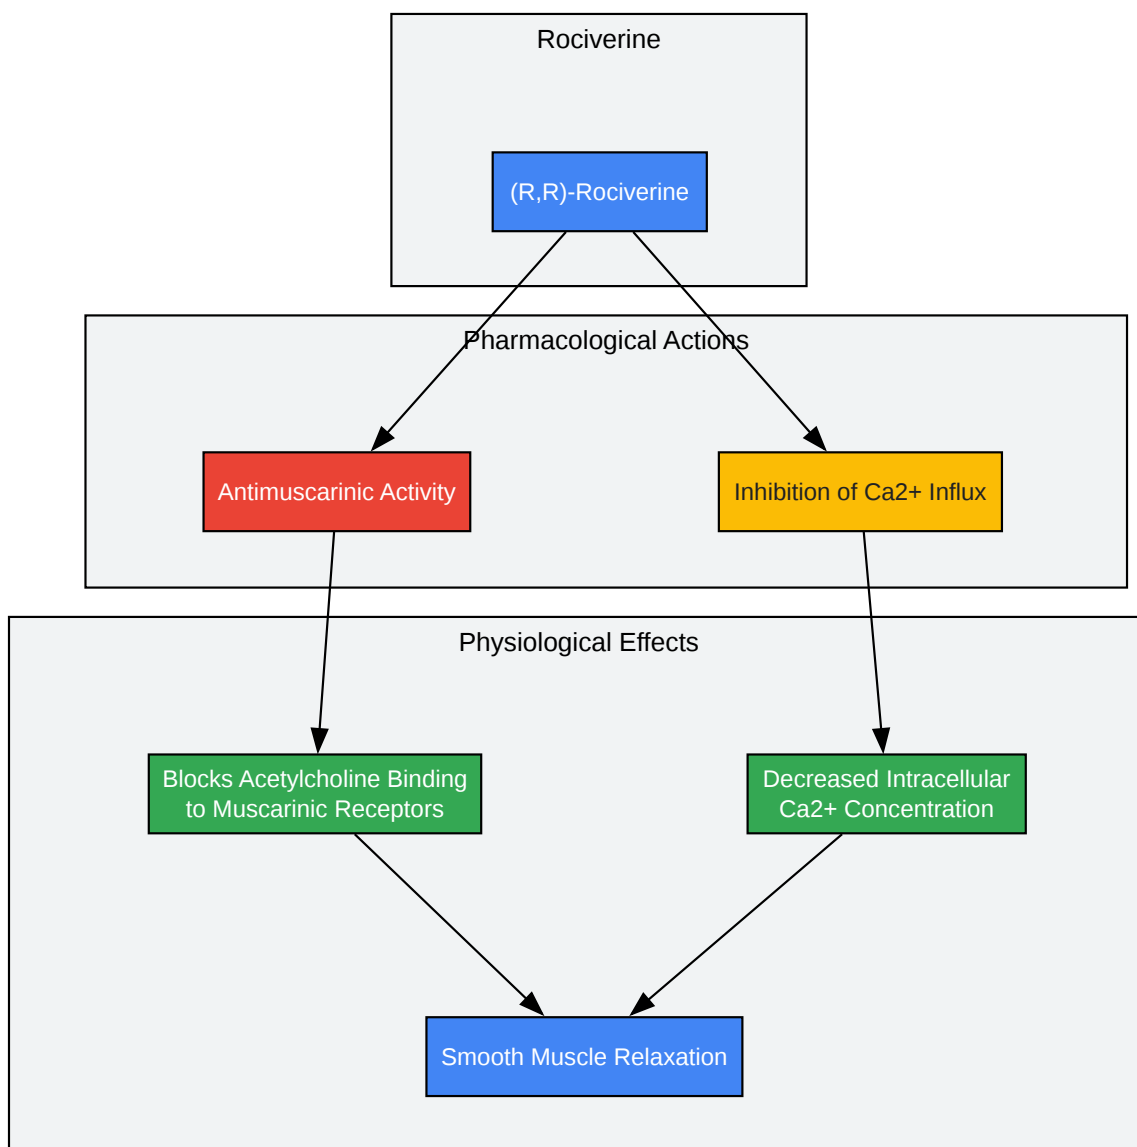 Rociverine
(R,R)-Rociverine
Pharmacological Actions
Antimuscarinic Activity
Inhibition of Ca2+ Influx
Physiological Effects
Blocks Acetylcholine Binding
to Muscarinic Receptors
Decreased Intracellular
Ca2+ Concentration
Smooth Muscle Relaxation